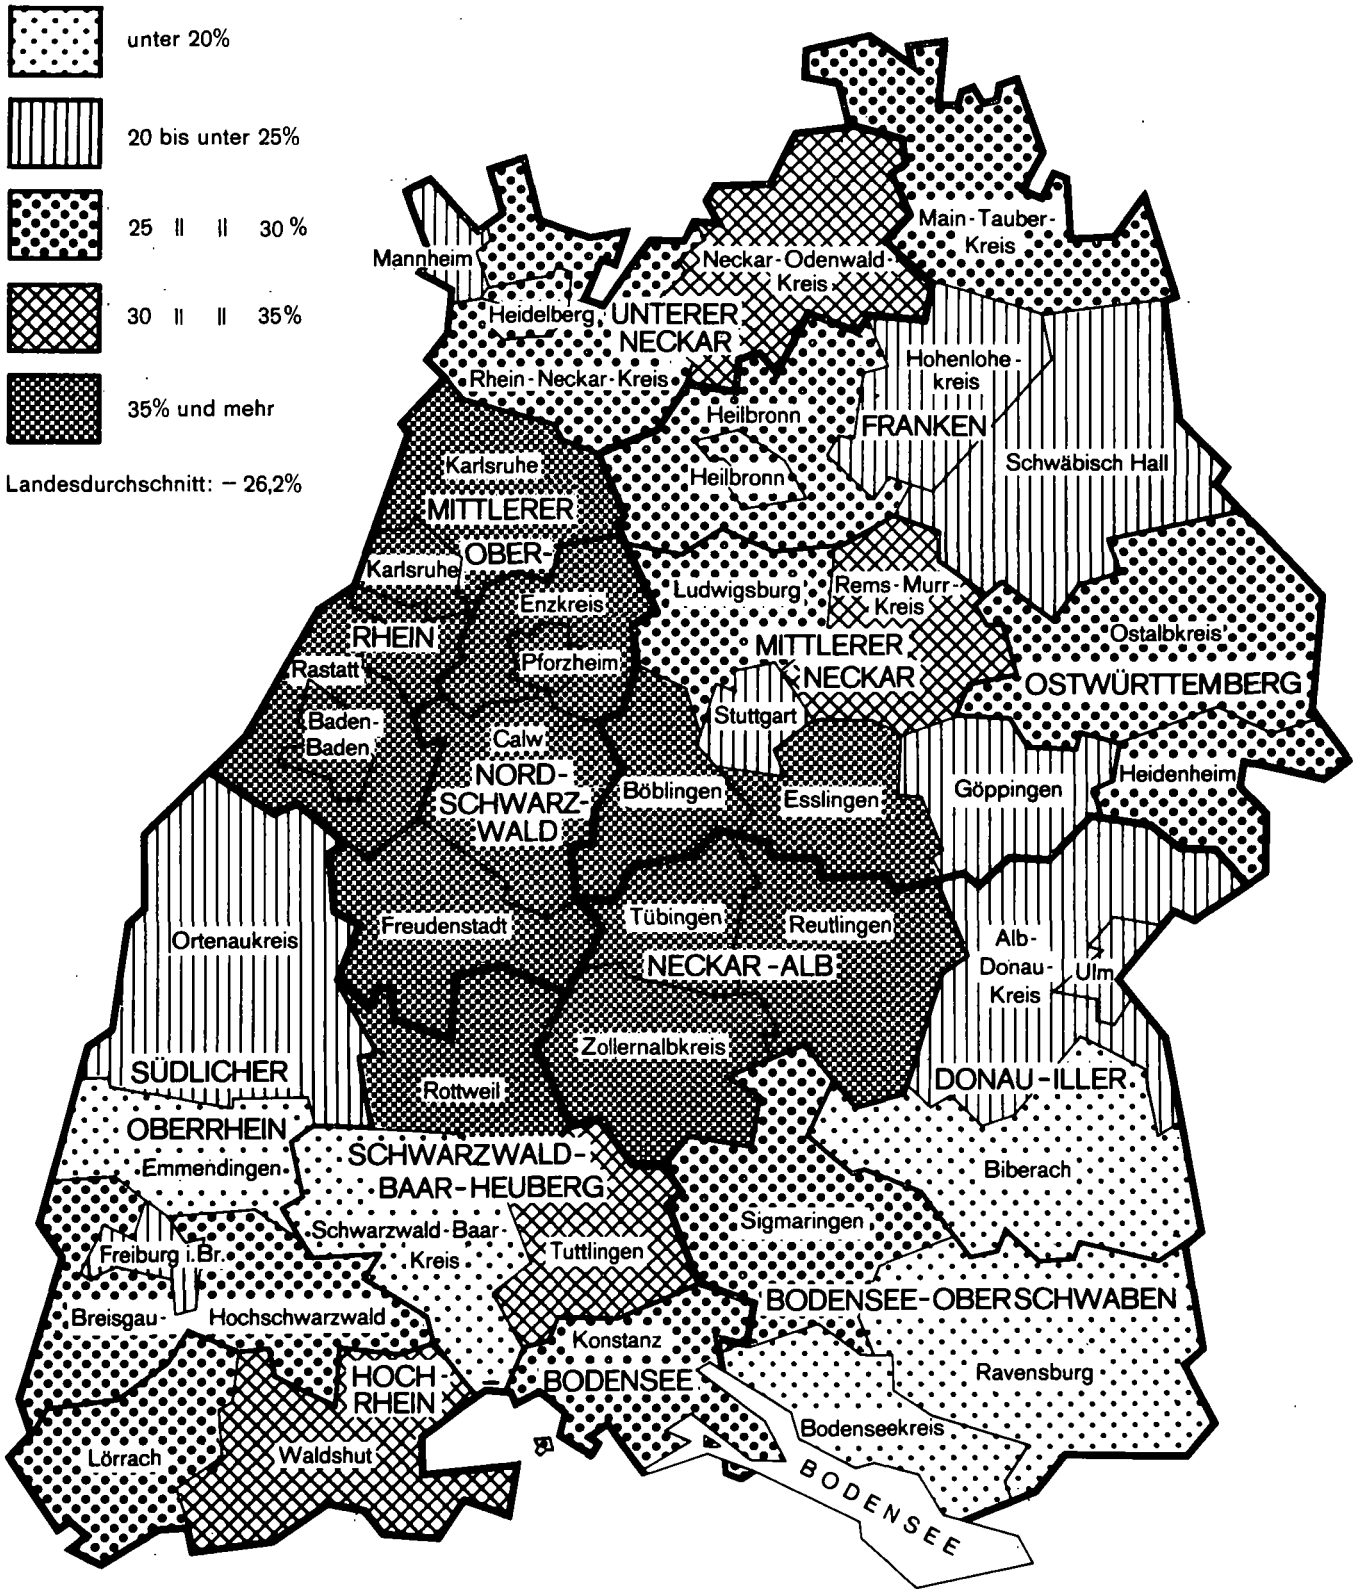 unter 20%
20 bis unter 25%
25 〃 〃 30%
30 〃 〃 35%
35% und mehr
Landesdurchschnitt: – 26,2%
Main-Tauber-
Kreis
Mannheim
Neckar-Odenwald-
Kreis
Heidelberg
UNTERER
NECKAR
Rhein-Neckar-Kreis
Hohenlohe-
kreis
Heilbronn
FRANKEN
Heilbronn
Schwäbisch Hall
Karlsruhe
MITTLERER
OBER-
Karlsruhe
RHEIN
Enzkreis
Pforzheim
Ludwigsburg
Rems-Murr-
Kreis
MITTLERER
NECKAR
Ostalbkreis
OSTWÜRTTEMBERG
Rastatt
Baden-
Baden
Stuttgart
Calw
NORD-
SCHWARZ-
WALD
Böblingen
Esslingen
Göppingen
Heidenheim
Freudenstadt
Tübingen
Reutlingen
NECKAR-ALB
Ortenaukreis
Alb-
Donau-
Kreis
Ulm
Zollernalbkreis
SÜDLICHER
OBERRHEIN
Rottweil
DONAU-ILLER
Emmendingen
SCHWARZWALD-
BAAR-HEUBERG
Biberach
Schwarzwald-Baar-
Kreis
Tuttlingen
Sigmaringen
Freiburg i.Br.
Breisgau- Hochschwarzwald
BODENSEE-OBERSCHWABEN
Konstanz
BODENSEE
HOCH-
RHEIN
Ravensburg
Bodenseekreis
Lörrach
Waldshut
BODENSEE